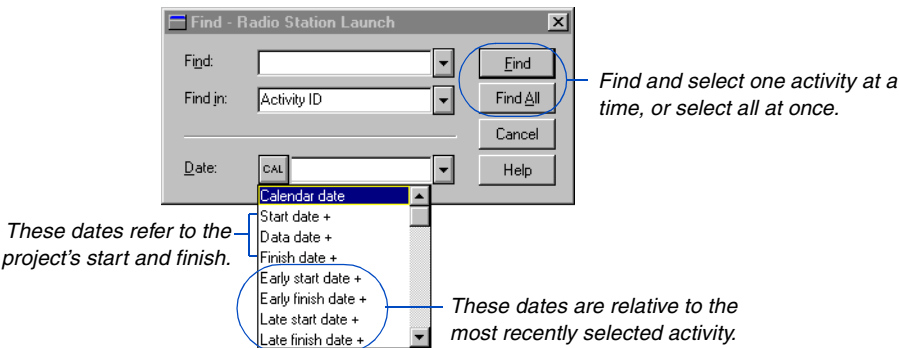 Find - Radio Station Launch
Find:
Find
Find in:
Activity ID
Find All
Cancel
Date:
CAL
Help
Calendar date
Start date +
Data date +
Finish date +
Early start date +
Early finish date +
Late start date +
Late finish date +
Find and select one activity at a
time, or select all at once.
These dates refer to the
project's start and finish.
These dates are relative to the
most recently selected activity.